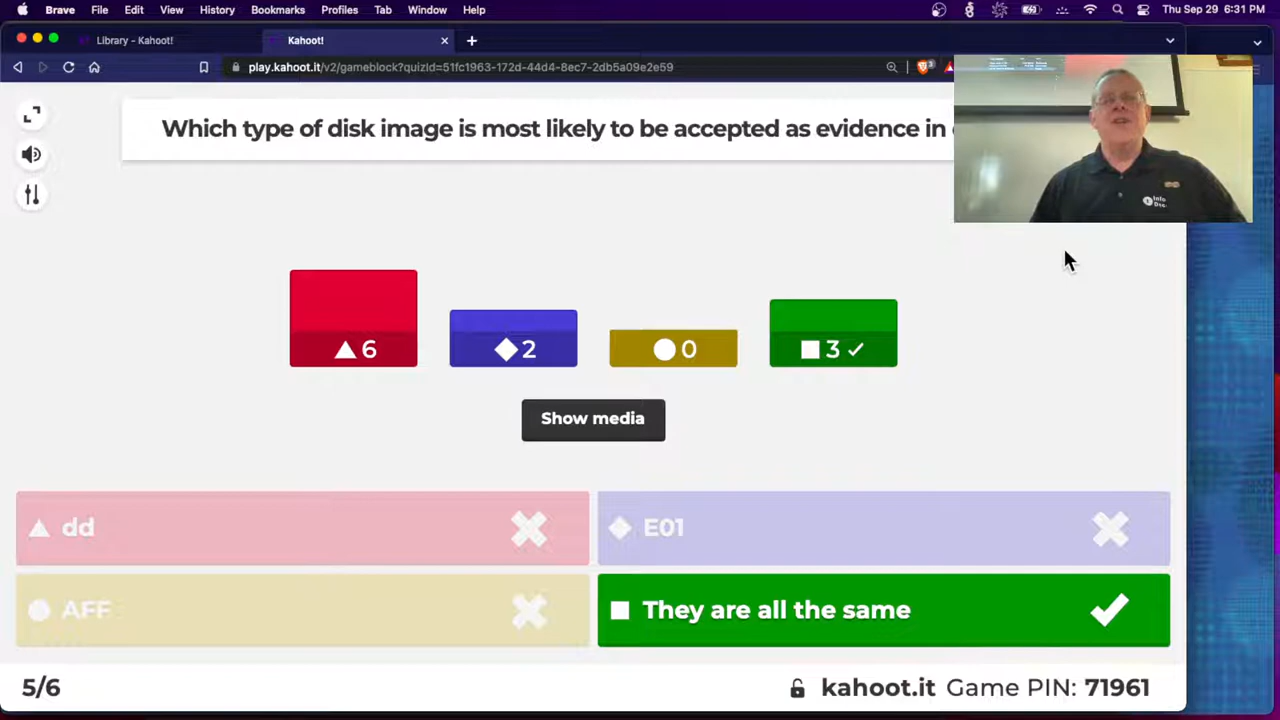 Brave File Edit View History Bookmarks Profiles Tab Window Help Thu Sep 29 6:31 PM
Library - Kahoot! Kahoot!
play.kahoot.it/v2/gameblock?quizId=51fc1963-172d-44d4-8ec7-2db5a09e2e59
Which type of disk image is most likely to be accepted as evidence in
6 2 0 3
Show media
dd E01
AFF They are all the same
5/6 kahoot.it Game PIN: 71961